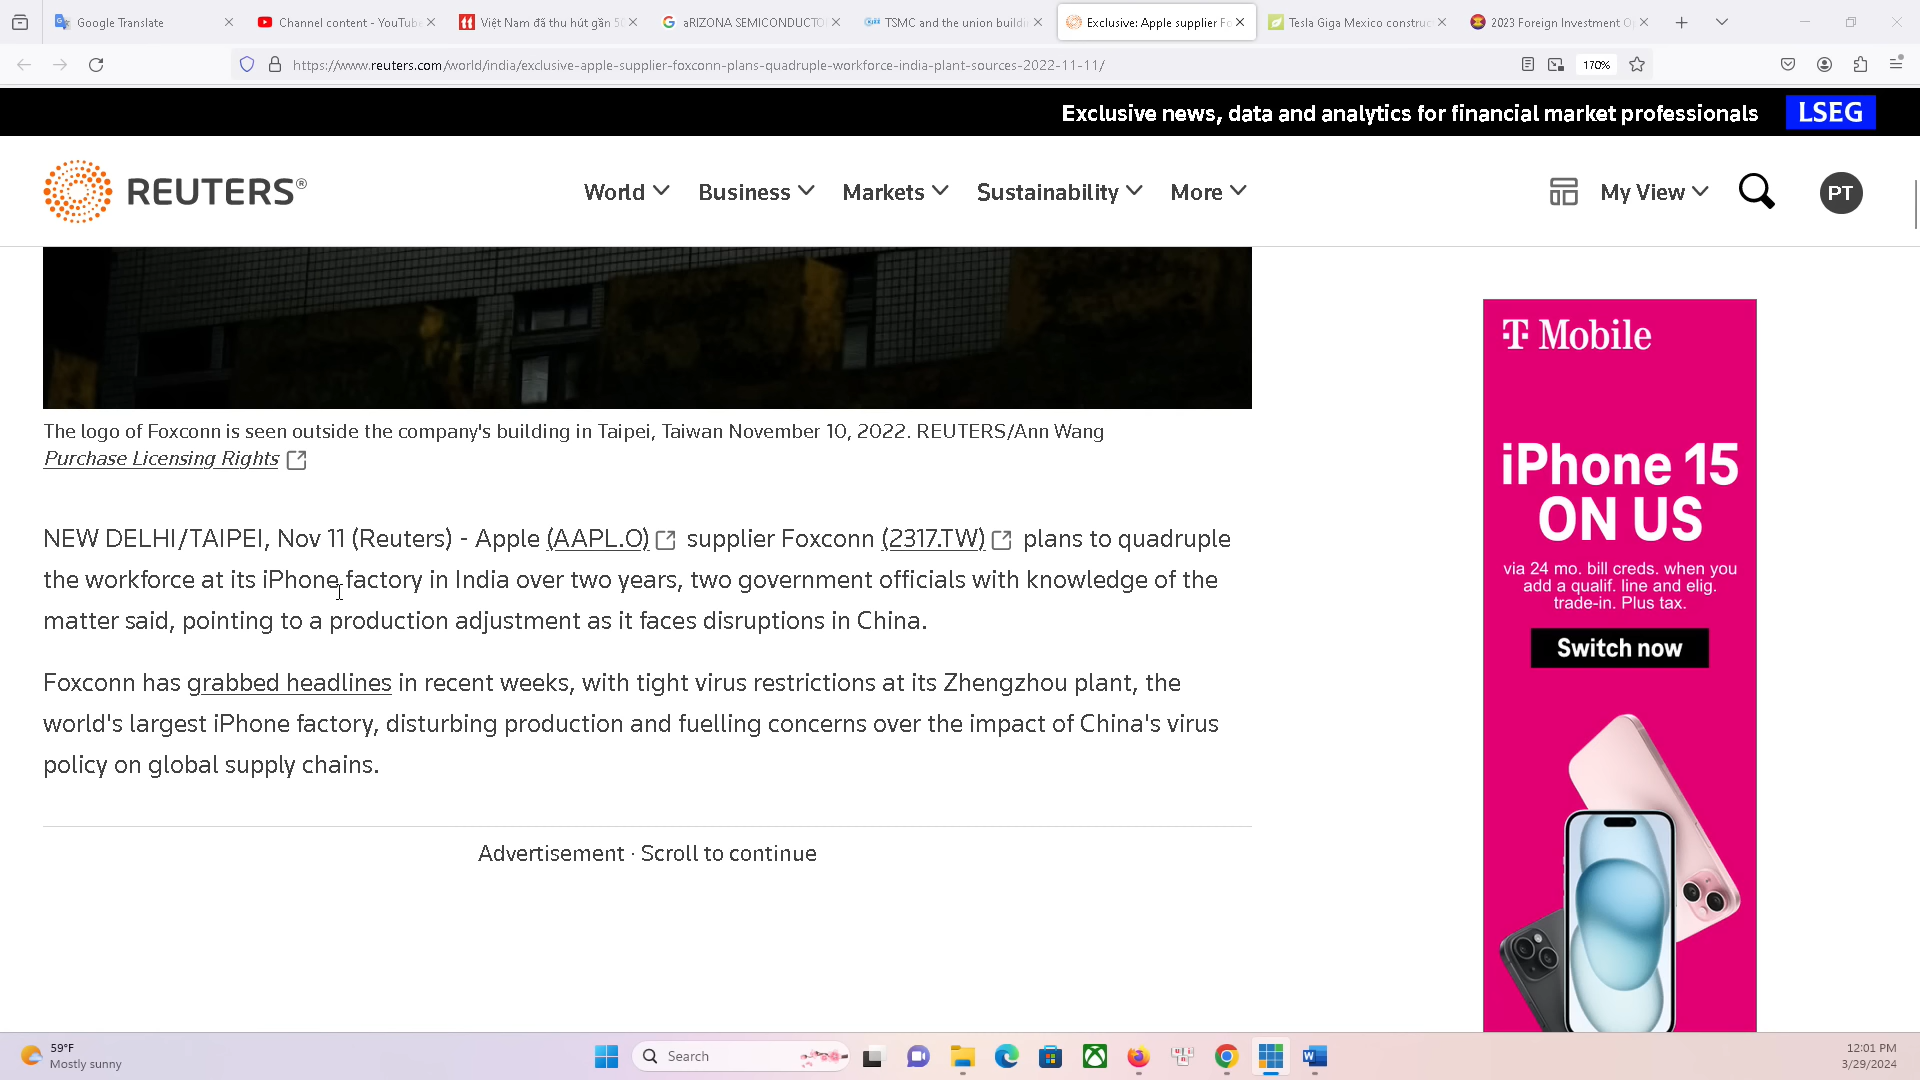 Google Translate
Channel content - YouTube
Việt Nam đã thu hút gần 50
aRIZONA SEMICONDUCTO
TSMC and the union buildi
Exclusive: Apple supplier Fo
Tesla Giga Mexico construc
2023 Foreign Investment O
https://www.reuters.com/world/india/exclusive-apple-supplier-foxconn-plans-quadruple-workforce-india-plant-sources-2022-11-11/
170%
Exclusive news, data and analytics for financial market professionals
LSEG
REUTERS®
World
Business
Markets
Sustainability
More
My View
PT
The logo of Foxconn is seen outside the company's building in Taipei, Taiwan November 10, 2022. REUTERS/Ann Wang
Purchase Licensing Rights
NEW DELHI/TAIPEI, Nov 11 (Reuters) - Apple (AAPL.O) supplier Foxconn (2317.TW) plans to quadruple
the workforce at its iPhone factory in India over two years, two government officials with knowledge of the
matter said, pointing to a production adjustment as it faces disruptions in China.
Foxconn has grabbed headlines in recent weeks, with tight virus restrictions at its Zhengzhou plant, the
world's largest iPhone factory, disturbing production and fuelling concerns over the impact of China's virus
policy on global supply chains.
Advertisement · Scroll to continue
T Mobile
iPhone 15
ON US
via 24 mo. bill creds. when you
add a qualif. line and elig.
trade-in. Plus tax.
Switch now
59°F
Mostly sunny
Search
12:01 PM
3/29/2024